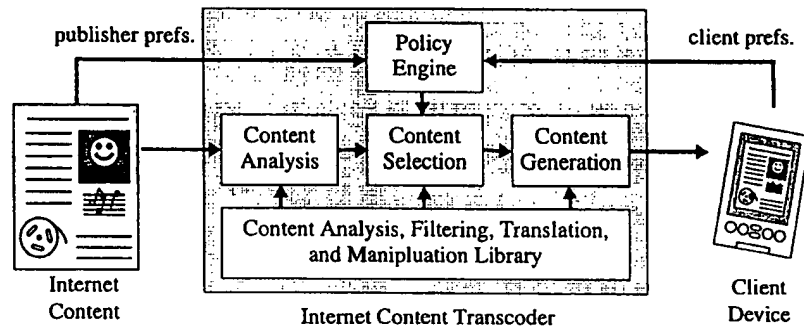 publisher prefs.
Policy
Engine
client prefs.
Content
Analysis
Content
Selection
Content
Generation
Content Analysis, Filtering, Translation,
and Manipluation Library
Internet
Content
Internet Content Transcoder
Client
Device